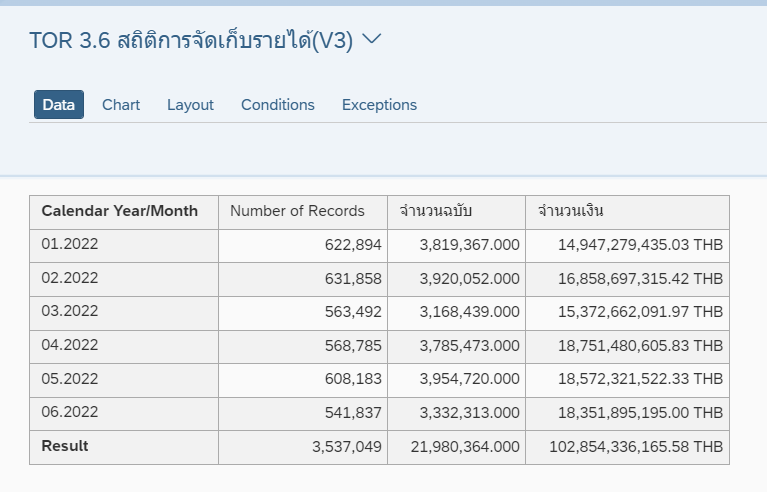 TOR 3.6 สถิติการจัดเก็บรายได้(V3)
Data Chart Layout Conditions Exceptions
Calendar Year/Month Number of Records จำนวนฉบับ จำนวนเงิน
01.2022 622,894 3,819,367.000 14,947,279,435.03 THB
02.2022 631,858 3,920,052.000 16,858,697,315.42 THB
03.2022 563,492 3,168,439.000 15,372,662,091.97 THB
04.2022 568,785 3,785,473.000 18,751,480,605.83 THB
05.2022 608,183 3,954,720.000 18,572,321,522.33 THB
06.2022 541,837 3,332,313.000 18,351,895,195.00 THB
Result 3,537,049 21,980,364.000 102,854,336,165.58 THB